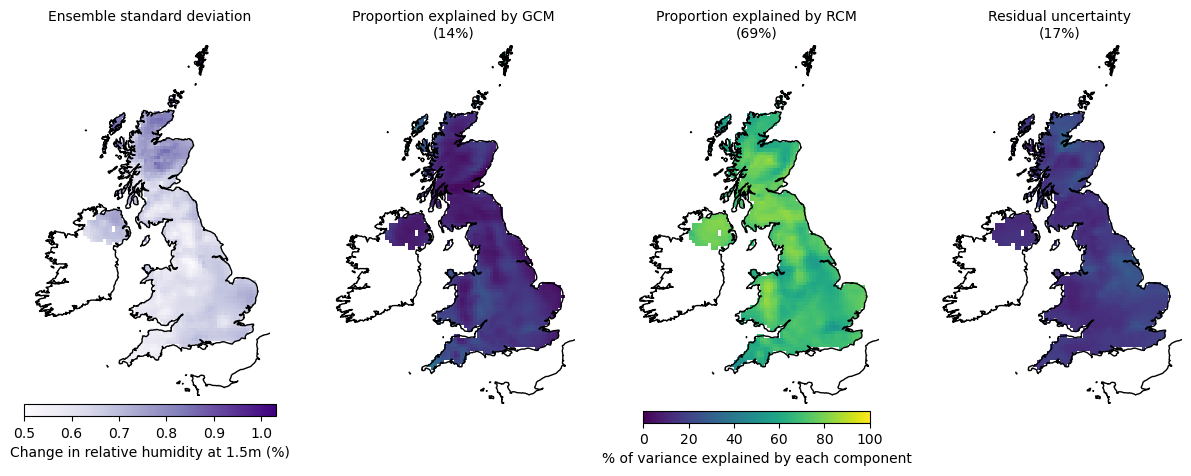 Ensemble standard deviation
Proportion explained by GCM
(14%)
Proportion explained by RCM
(69%)
Residual uncertainty
(17%)
0.5 0.6 0.7 0.8 0.9 1.0
Change in relative humidity at 1.5m (%)
0 20 40 60 80 100
% of variance explained by each component